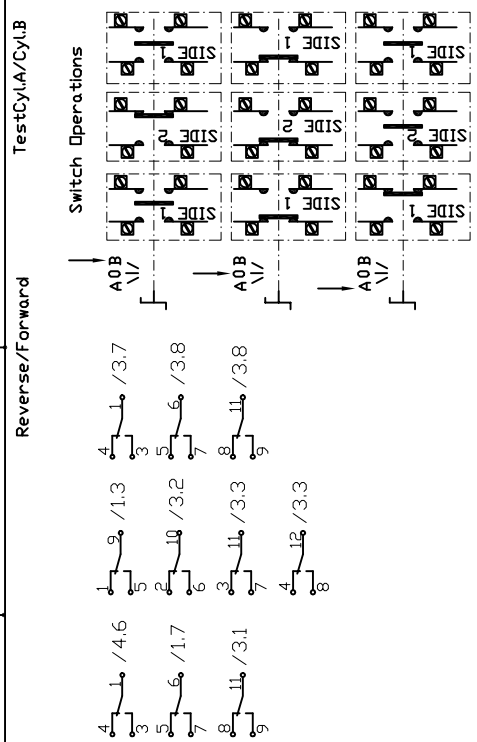 Reverse/Forward
TestCyl.A/Cyl.B
Switch Operations
4 1 /4.6
3
1 9 /1.3
5
4 1 /3.7
3
5 6 /1.7
7
2 10 /3.2
6
5 6 /3.8
7
8 11 /3.1
9
3 11 /3.3
7
8 11 /3.8
9
4 12 /3.3
8
A0B
SIDE 1
SIDE 2
SIDE 1
A0B
SIDE 1
SIDE 2
SIDE 1
A0B
SIDE 1
SIDE 2
SIDE 1